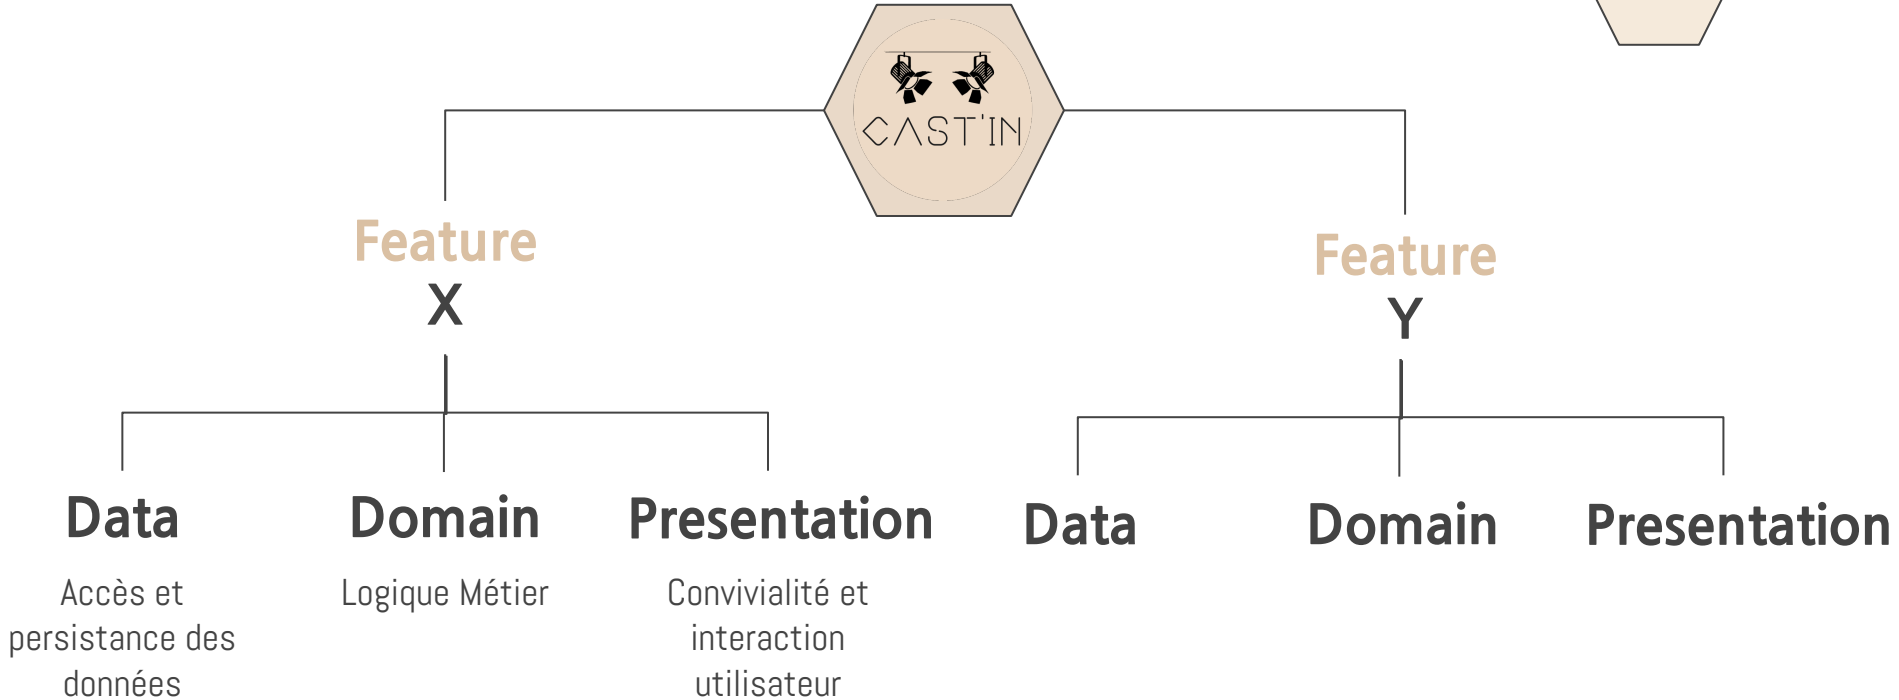 CAST'IN
Feature
X
Feature
Y
Data
Domain
Presentation
Data
Domain
Presentation
Accès et
persistance des
données
Logique Métier
Convivialité et
interaction
utilisateur